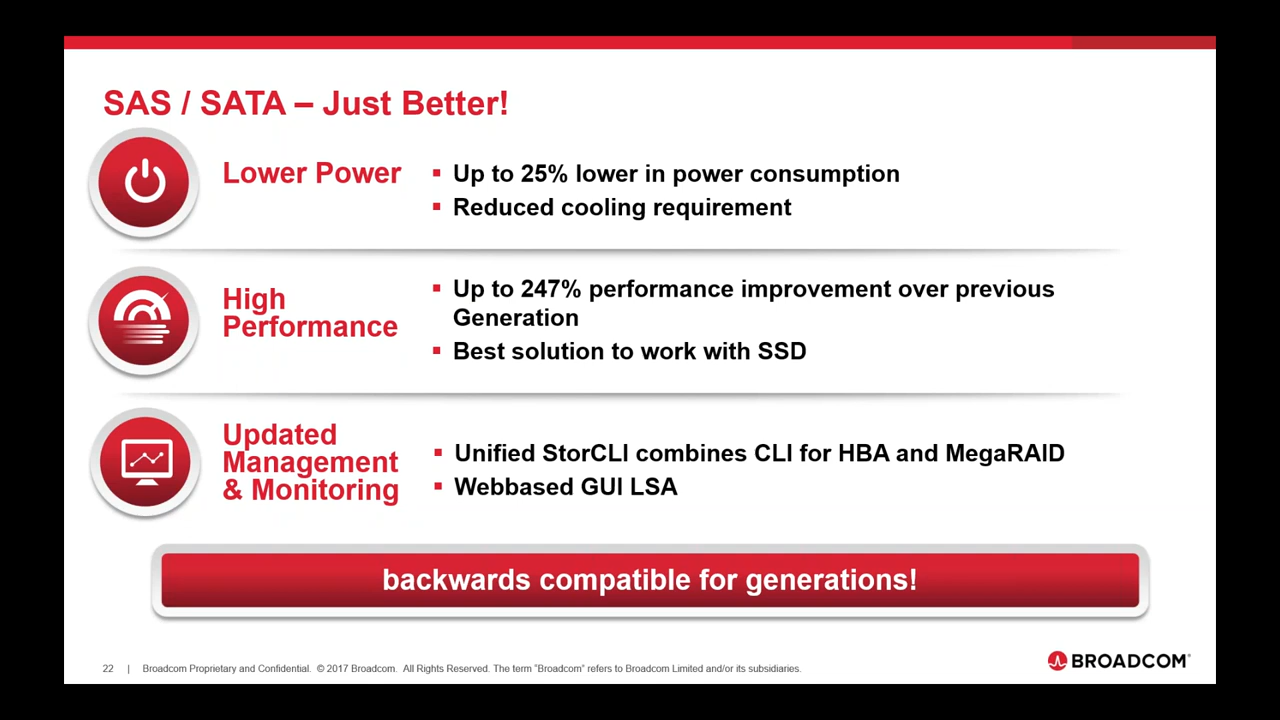 SAS / SATA – Just Better!
Lower Power
▪ Up to 25% lower in power consumption
▪ Reduced cooling requirement
High
Performance
▪ Up to 247% performance improvement over previous
Generation
▪ Best solution to work with SSD
Updated
Management
& Monitoring
▪ Unified StorCLI combines CLI for HBA and MegaRAID
▪ Webbased GUI LSA
backwards compatible for generations!
22 | Broadcom Proprietary and Confidential. © 2017 Broadcom. All Rights Reserved. The term “Broadcom” refers to Broadcom Limited and/or its subsidiaries.
BROADCOM®